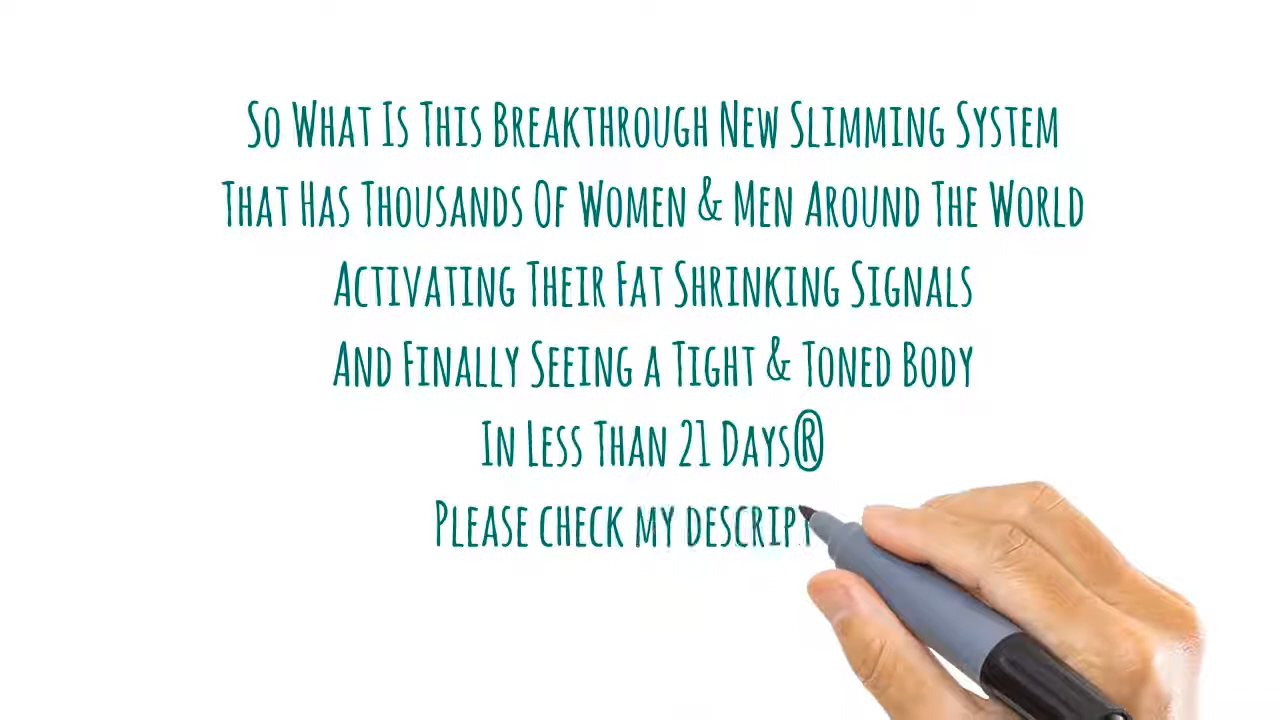 So What Is This Breakthrough New Slimming System
That Has Thousands Of Women & Men Around The World
Activating Their Fat Shrinking Signals
And Finally Seeing a Tight & Toned Body
In Less Than 21 Days®
Please check my descript